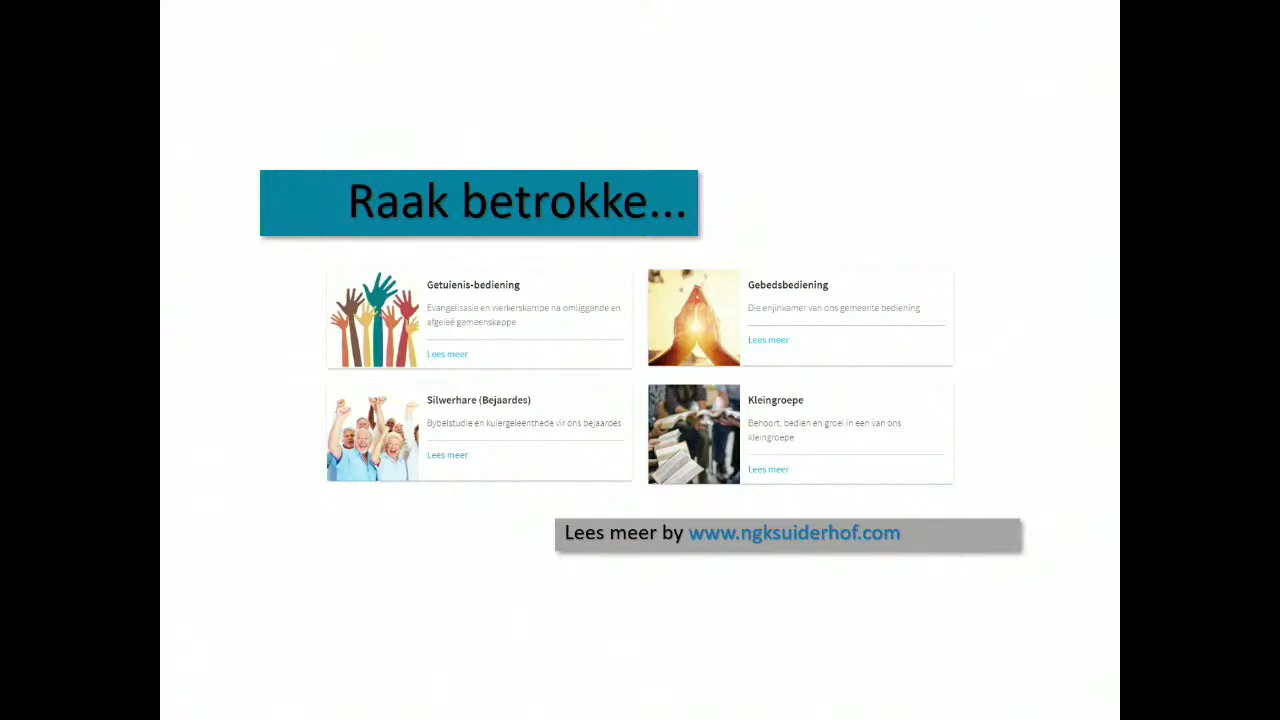 Raak betrokke...
Getuienis-bediening
Evangelisasie en werkerskampe na omliggende en
afgeleë gemeenskappe
Lees meer
Gebedsbediening
Die enjinkamer van ons gemeente bediening
Lees meer
Silwerhare (Bejaardes)
Bybelstudie en kuiergeleenthede vir ons bejaardes
Lees meer
Kleingroepe
Behoort, bedien en groei in een van ons
kleingroepe
Lees meer
Lees meer by www.ngksuiderhof.com